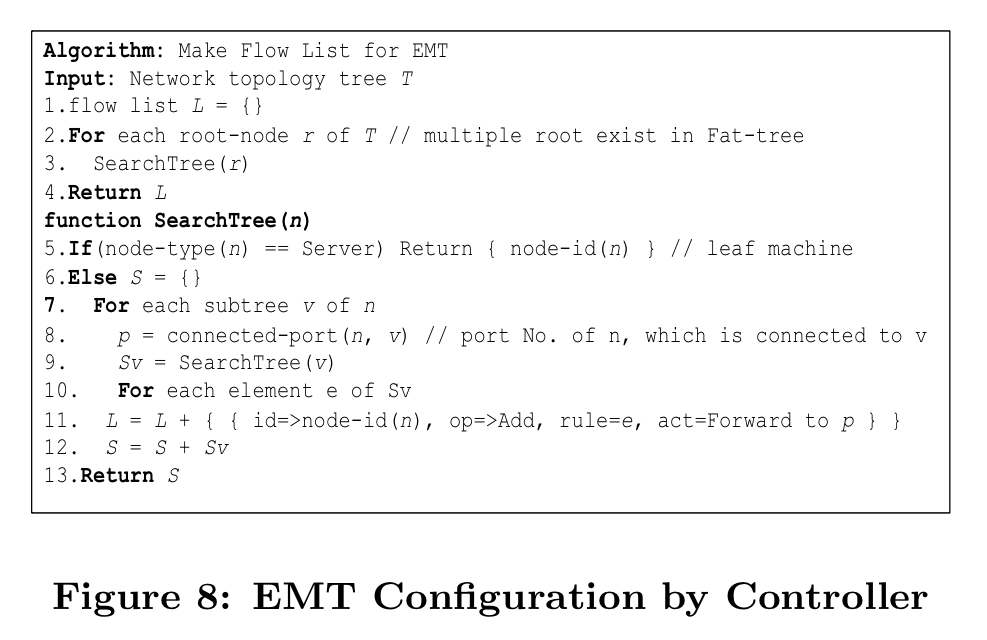 Algorithm: Make Flow List for EMT
Input: Network topology tree T
1.flow list L = {}
2.For each root-node r of T // multiple root exist in Fat-tree
3.  SearchTree(r)
4.Return L
function SearchTree(n)
5.If(node-type(n) == Server) Return { node-id(n) } // leaf machine
6.Else S = {}
7.  For each subtree v of n
8.    p = connected-port(n, v) // port No. of n, which is connected to v
9.    Sv = SearchTree(v)
10.   For each element e of Sv
11.  L = L + { { id=>node-id(n), op=>Add, rule=e, act=Forward to p } }
12.  S = S + Sv
13.Return S
Figure 8: EMT Configuration by Controller